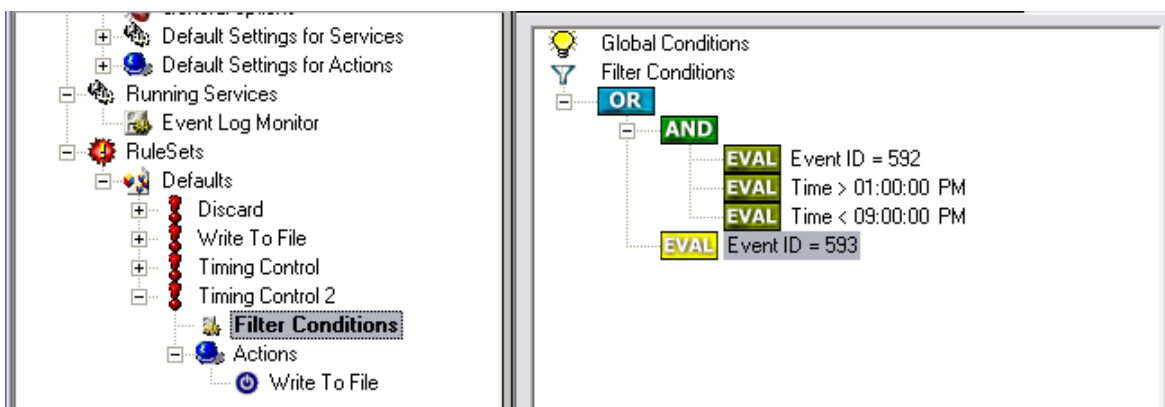 General Options
Default Settings for Services
Default Settings for Actions
Running Services
Event Log Monitor
RuleSets
Defaults
Discard
Write To File
Timing Control
Timing Control 2
Filter Conditions
Actions
Write To File
Global Conditions
Filter Conditions
OR
AND
EVAL Event ID = 592
EVAL Time > 01:00:00 PM
EVAL Time < 09:00:00 PM
EVAL Event ID = 593